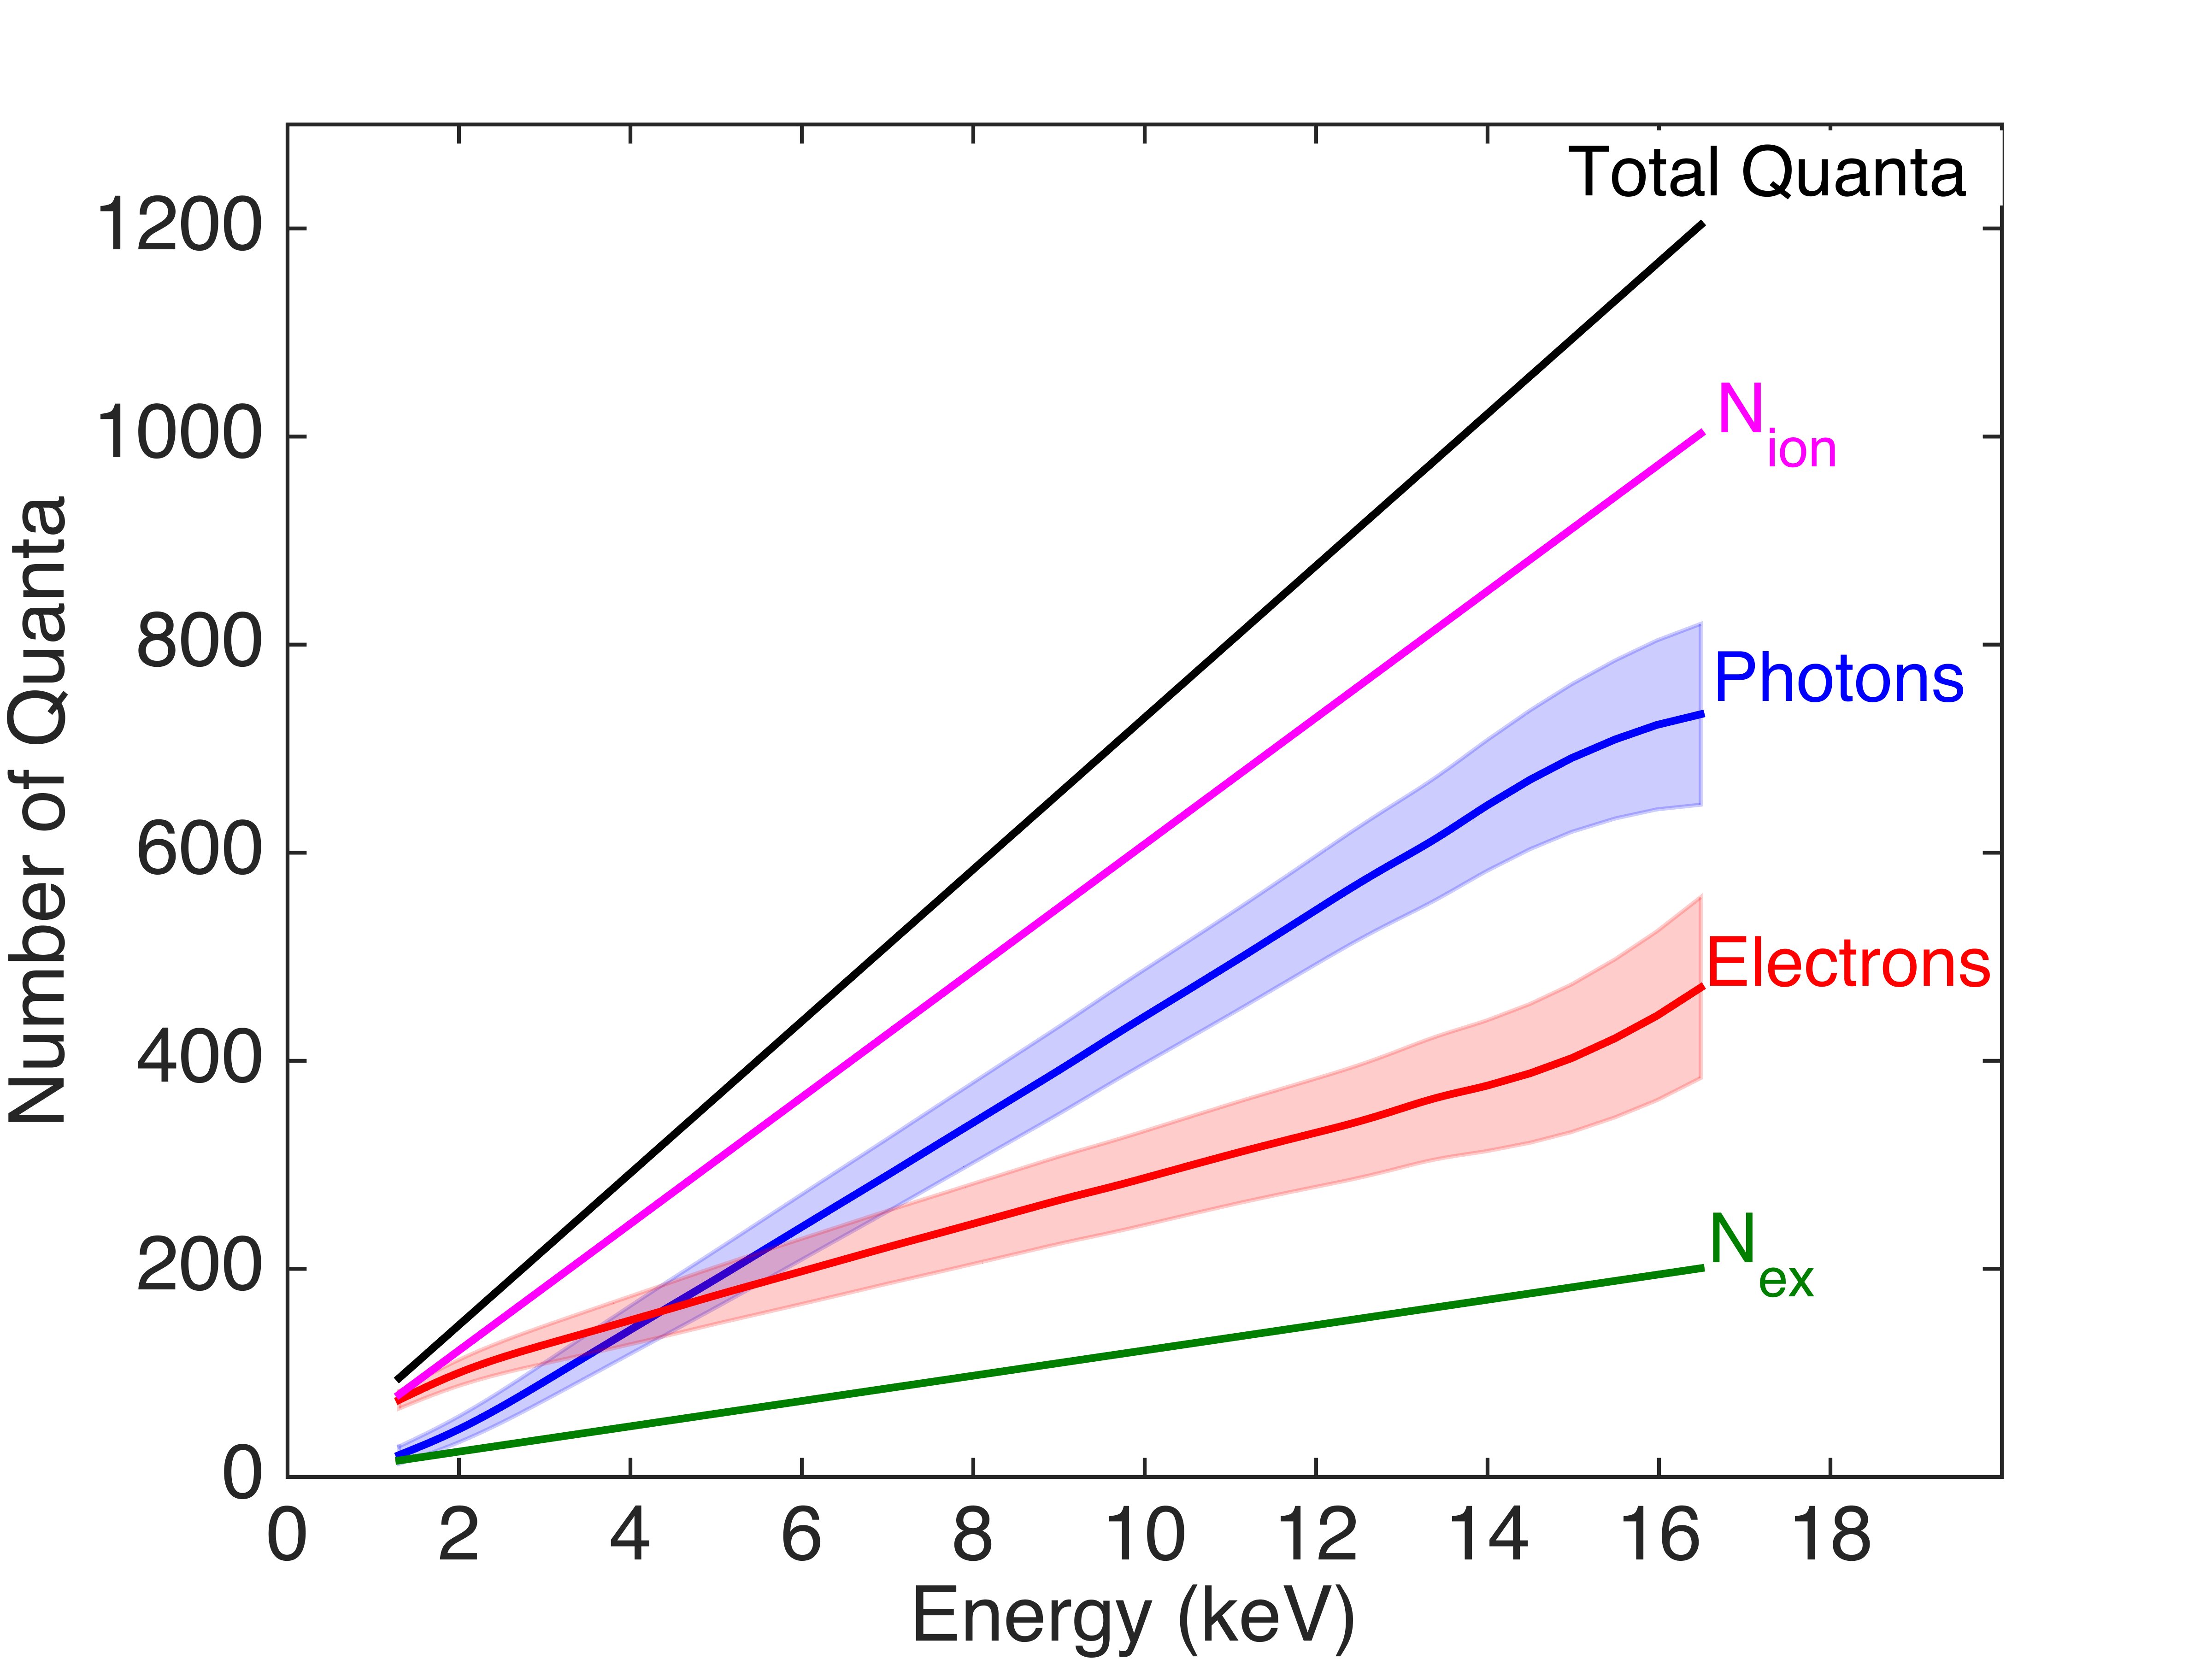 Total Quanta
1200
N
ion
1000
Photons
800
Number of Quanta
600
Electrons
400
N
ex
200
0
0 2 4 6 8 10 12 14 16 18
Energy (keV)